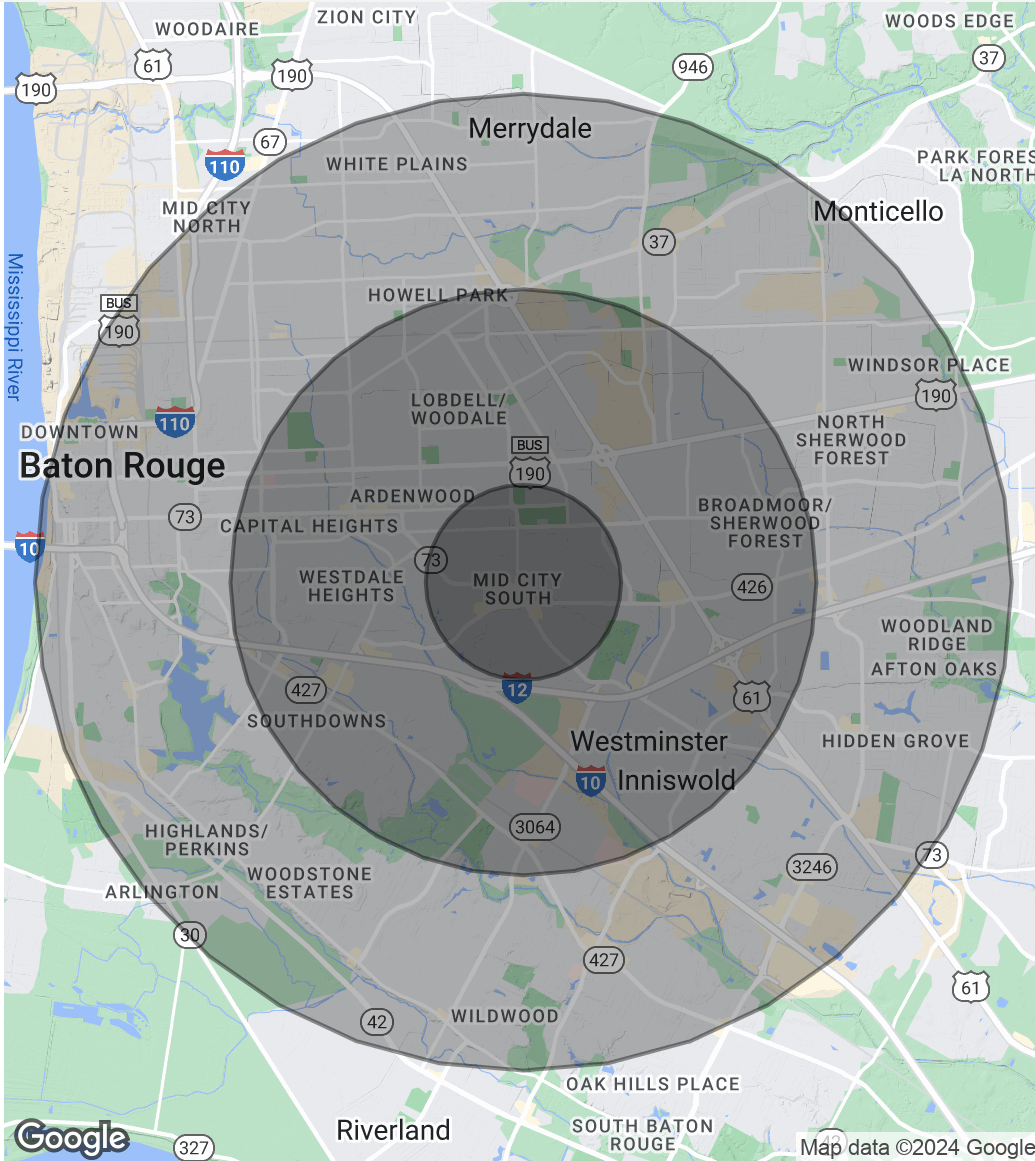 ZION CITY
WOODAIRE
WOODS EDGE
61
190
190
946
37
Merrydale
67
WHITE PLAINS
110
PARK FORES
LA NORTH
MID CITY
NORTH
Monticello
37
Mississippi River
HOWELL PARK
BUS
190
WINDSOR PLACE
190
LOBDELL/
WOODALE
110
DOWNTOWN
NORTH
SHERWOOD
FOREST
BUS
190
Baton Rouge
ARDENWOOD
73
CAPITAL HEIGHTS
BROADMOOR/
SHERWOOD
FOREST
10
73
WESTDALE
HEIGHTS
MID CITY
SOUTH
426
WOODLAND
RIDGE
AFTON OAKS
427
12
61
SOUTHDOWNS
Westminster
HIDDEN GROVE
10
Inniswold
3064
HIGHLANDS/
PERKINS
73
3246
WOODSTONE
ESTATES
ARLINGTON
30
427
61
42
WILDWOOD
OAK HILLS PLACE
Riverland
SOUTH BATON
ROUGE
Google
327
42
Map data ©2024 Google